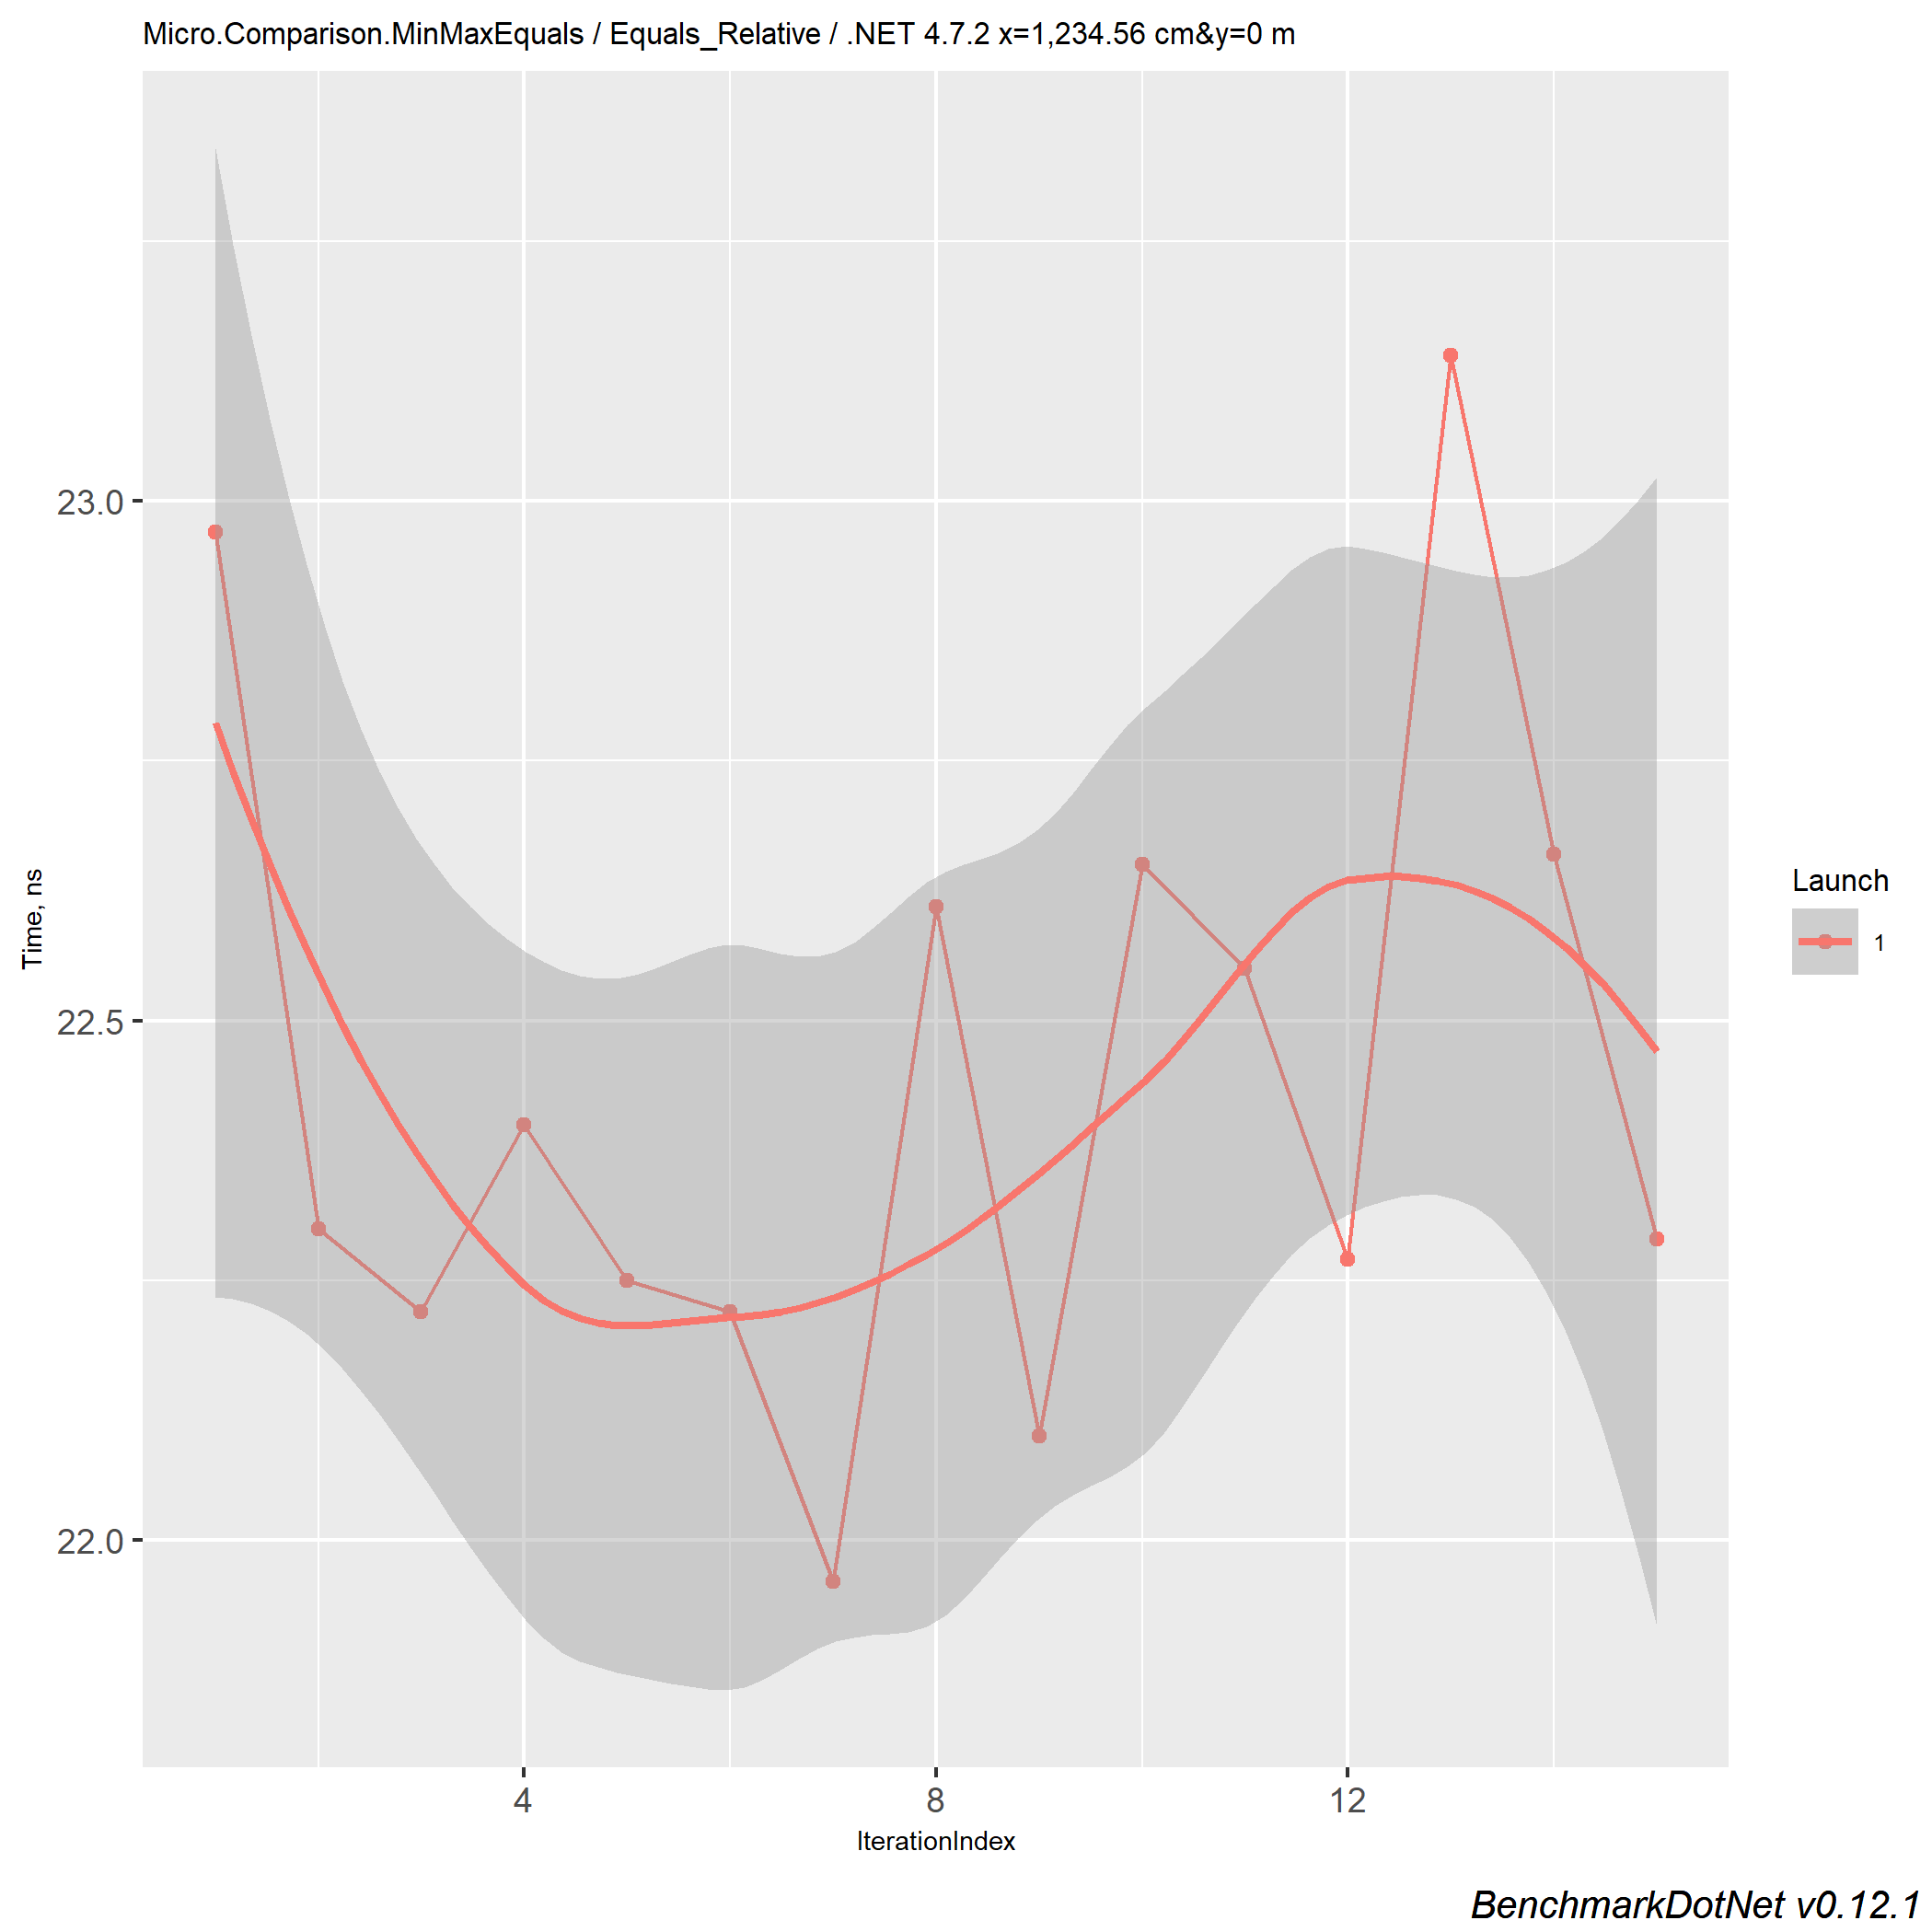 Micro.Comparison.MinMaxEquals / Equals_Relative / .NET 4.7.2 x=1,234.56 cm&y=0 m
23.0
22.5
22.0
Time, ns
4
8
12
IterationIndex
Launch
1
BenchmarkDotNet v0.12.1